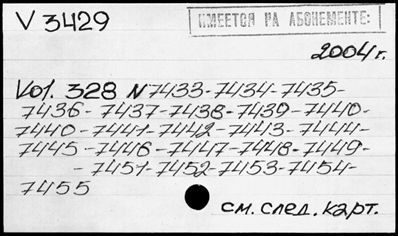 V 3429
ИМЕЕТСЯ НА АБОНЕМЕНТЕ:
2004 г.
Vol. 328 N 7433-7434-7435-
7436-7437-7438-7439-7440-
7440-7441-7442-7443-7444-
7445-7446-7447-7448-7449-
-7451-7452-7453-7454-
7455
см. след. карт.